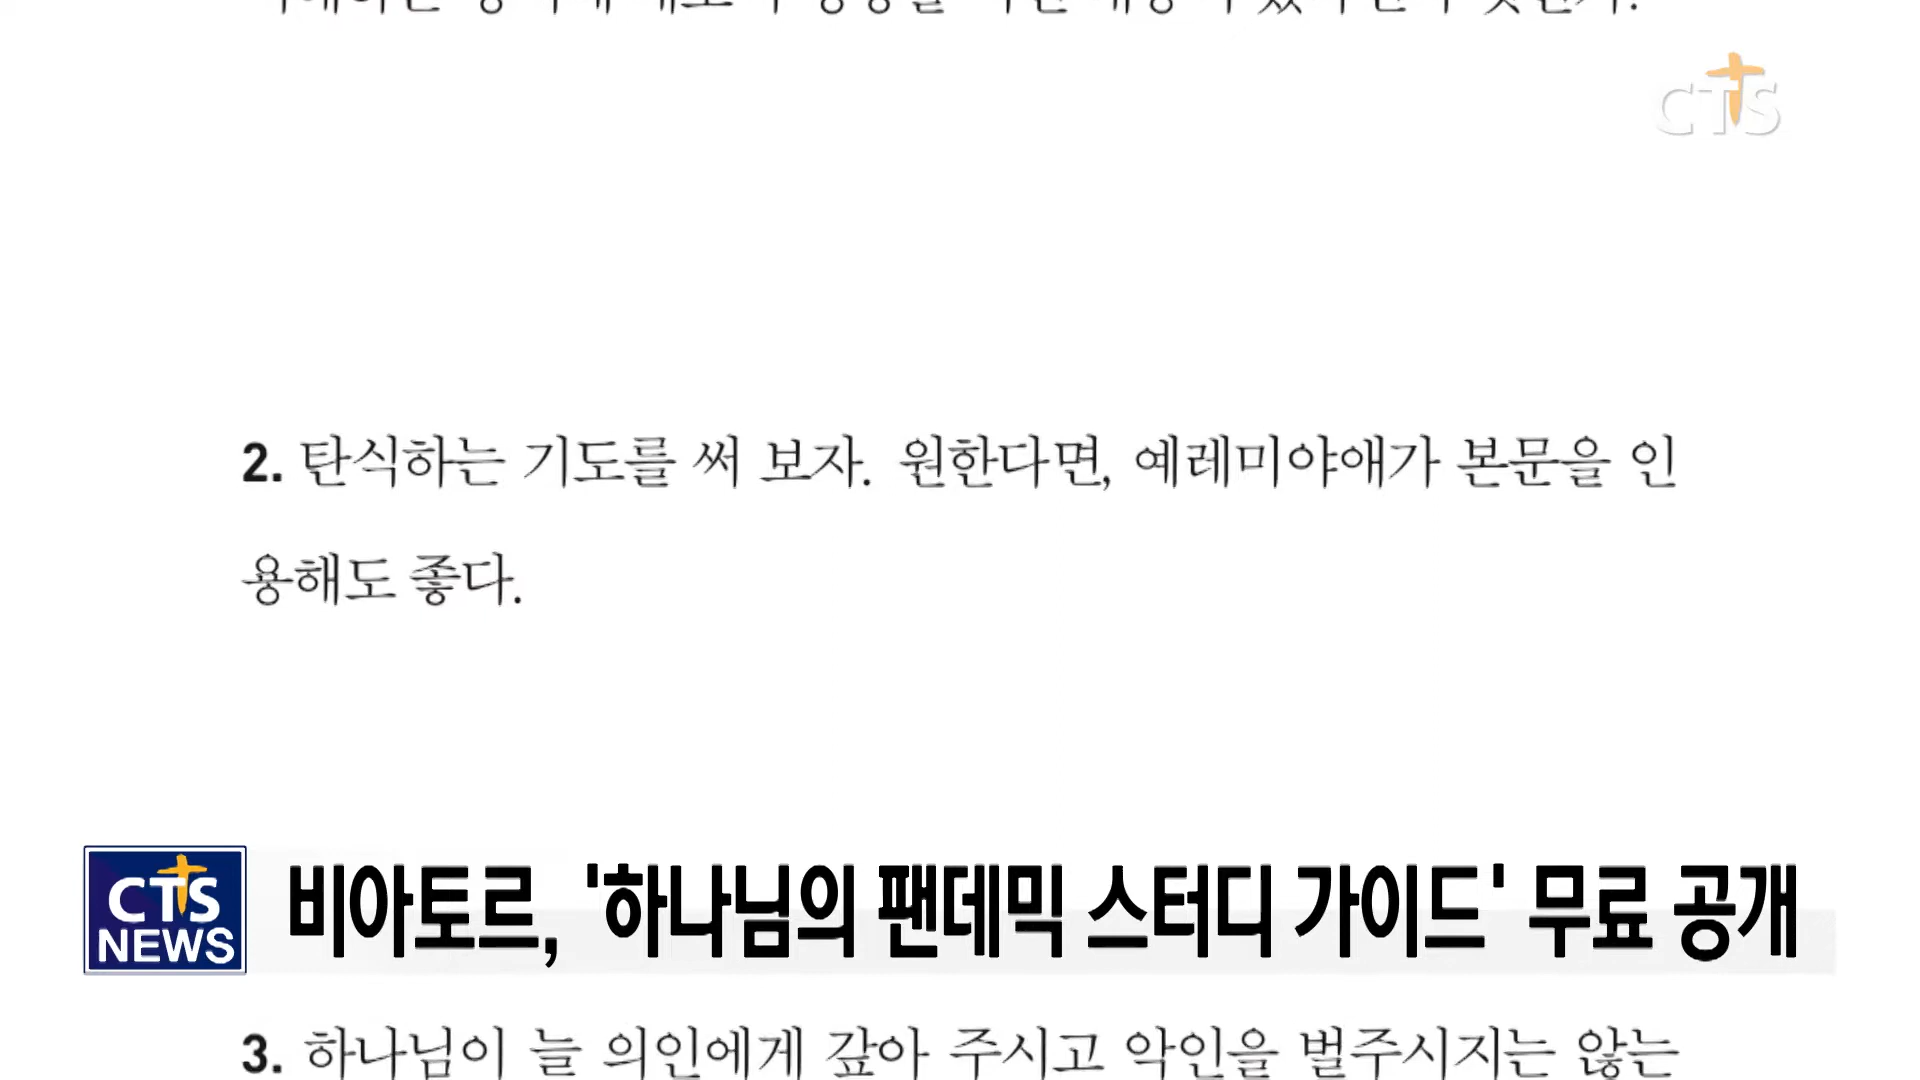 CTS
2. 탄식하는 기도를 써 보자. 원한다면, 예레미야애가 본문을 인
용해도 좋다.
CTS
NEWS
비아토르, '하나님의 팬데믹 스터디 가이드' 무료 공개
3. 하나님이 늘 의인에게 갚아 주시고 악인을 벌주시지는 않는